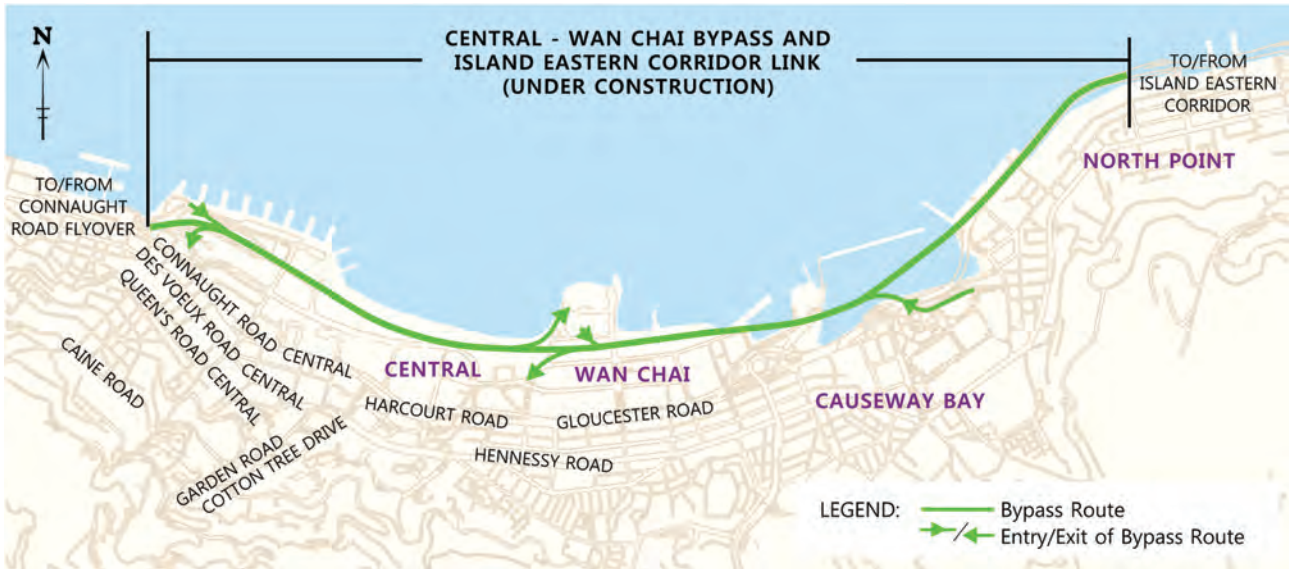 N
CENTRAL - WAN CHAI BYPASS AND
ISLAND EASTERN CORRIDOR LINK
(UNDER CONSTRUCTION)
TO/FROM
ISLAND EASTERN
CORRIDOR
NORTH POINT
TO/FROM
CONNAUGHT
ROAD FLYOVER
CONNAUGHT ROAD CENTRAL
DES VOEUX ROAD CENTRAL
QUEEN'S ROAD CENTRAL
CAINE ROAD
GARDEN ROAD
COTTON TREE DRIVE
CENTRAL
WAN CHAI
HARCOURT ROAD
GLOUCESTER ROAD
HENNESSY ROAD
CAUSEWAY BAY
LEGEND:
Bypass Route
/
Entry/Exit of Bypass Route